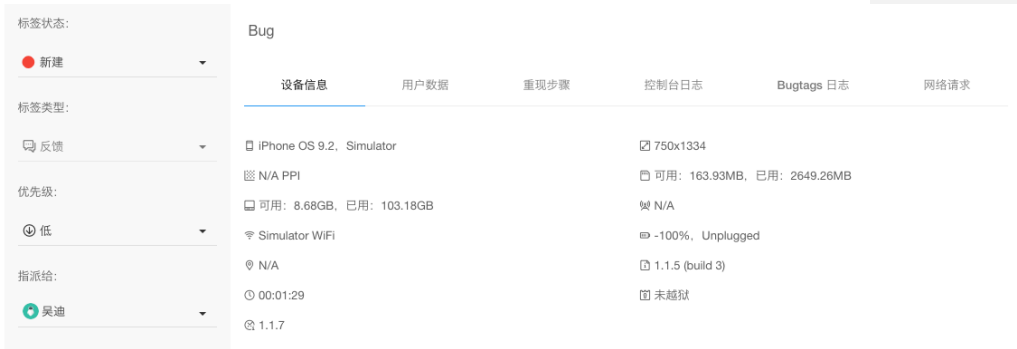 标签状态:
新建
标签类型:
反馈
优先级:
低
指派给:
吴迪
Bug
设备信息 用户数据 重现步骤 控制台日志 Bugtags 日志 网络请求
iPhone OS 9.2，Simulator 750x1334
N/A PPI 可用：163.93MB，已用：2649.26MB
可用：8.68GB，已用：103.18GB N/A
Simulator WiFi -100%，Unplugged
N/A 1.1.5 (build 3)
00:01:29 未越狱
1.1.7